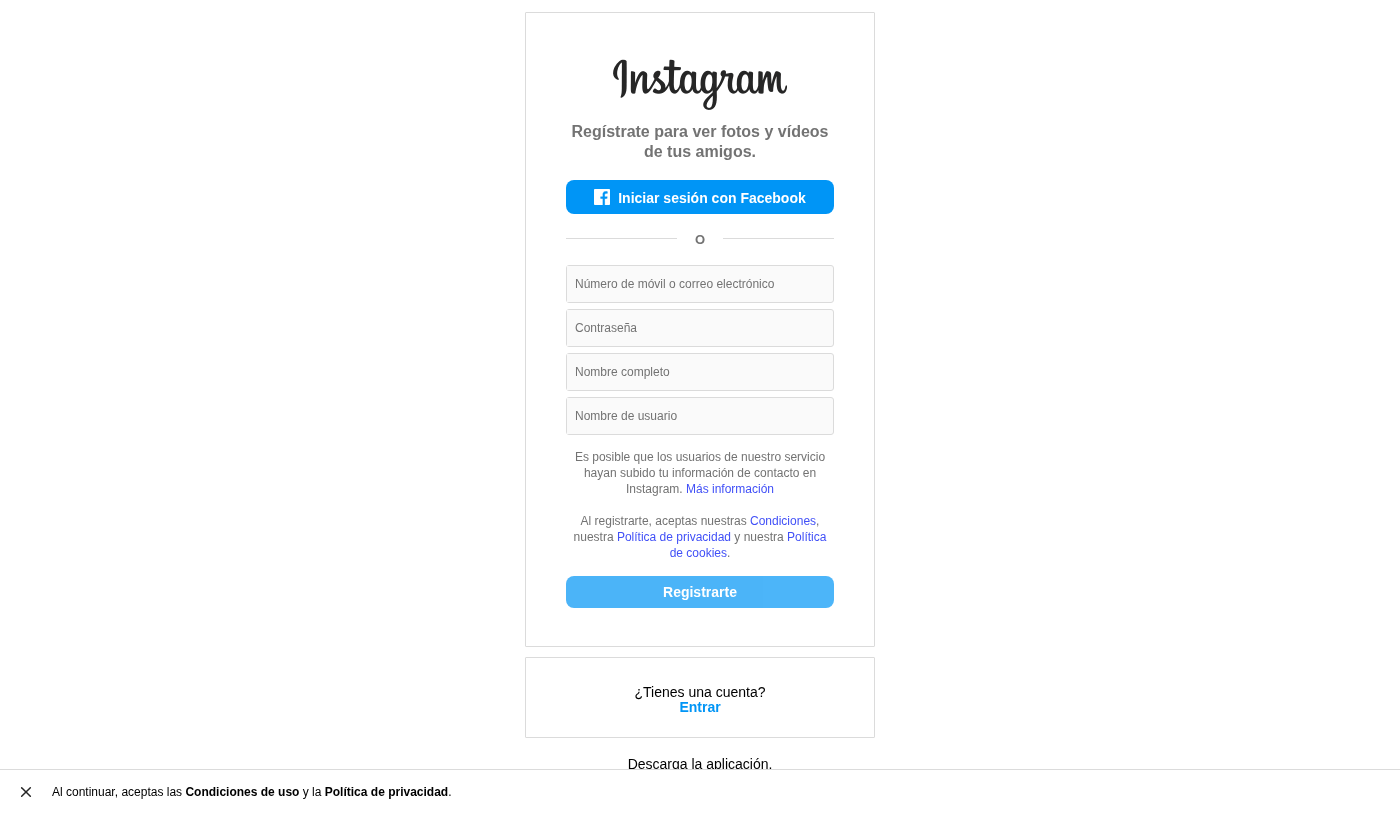 Instagram
Regístrate para ver fotos y vídeos
de tus amigos.
Iniciar sesión con Facebook
O
Número de móvil o correo electrónico
Contraseña
Nombre completo
Nombre de usuario
Es posible que los usuarios de nuestro servicio
hayan subido tu información de contacto en
Instagram. Más información
Al registrarte, aceptas nuestras Condiciones,
nuestra Política de privacidad y nuestra Política
de cookies.
Registrarte
¿Tienes una cuenta?
Entrar
Descarga la aplicación.
Al continuar, aceptas las Condiciones de uso y la Política de privacidad.